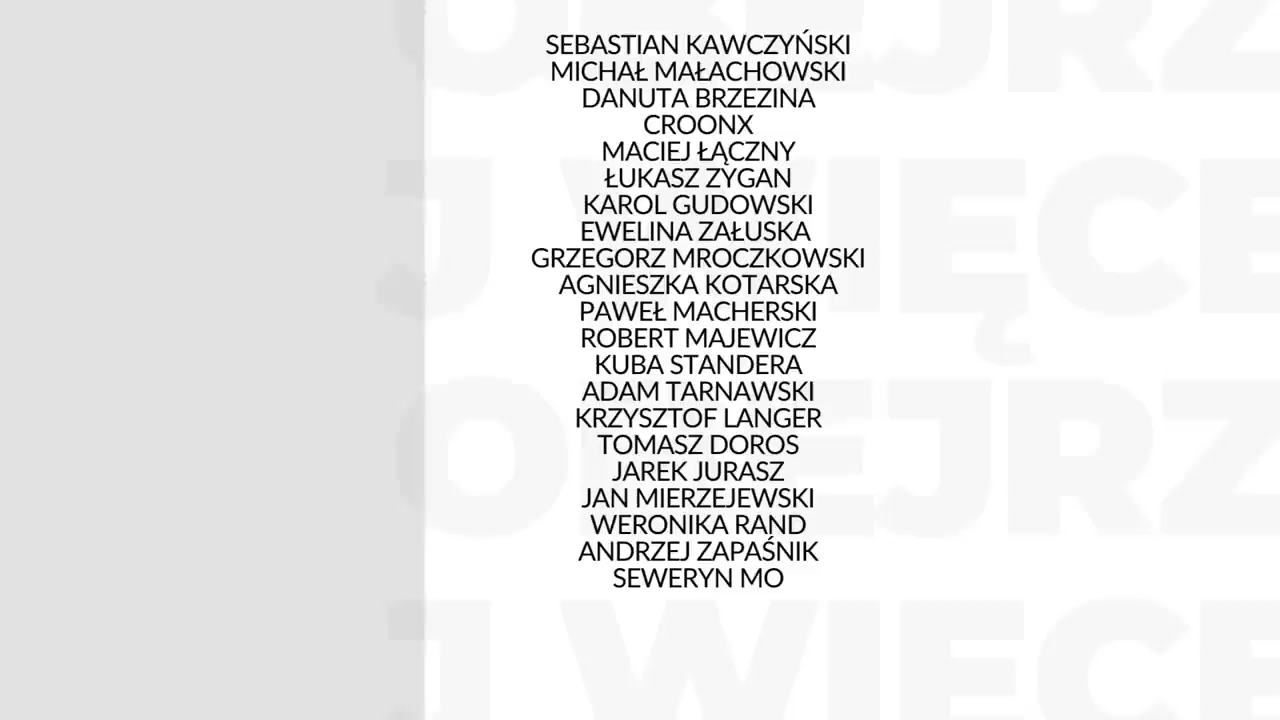 SEBASTIAN KAWCZYŃSKI
MICHAŁ MAŁACHOWSKI
DANUTA BRZEZINA
CROONX
MACIEJ ŁĄCZNY
ŁUKASZ ZYGAN
KAROL GUDOWSKI
EWELINA ZAŁUSKA
GRZEGORZ MROCZKOWSKI
AGNIESZKA KOTARSKA
PAWEŁ MACHERSKI
ROBERT MAJEWICZ
KUBA STANDERA
ADAM TARNAWSKI
KRZYSZTOF LANGER
TOMASZ DOROS
JAREK JURASZ
JAN MIERZEJEWSKI
WERONIKA RAND
ANDRZEJ ZAPAŚNIK
SEWERYN MO